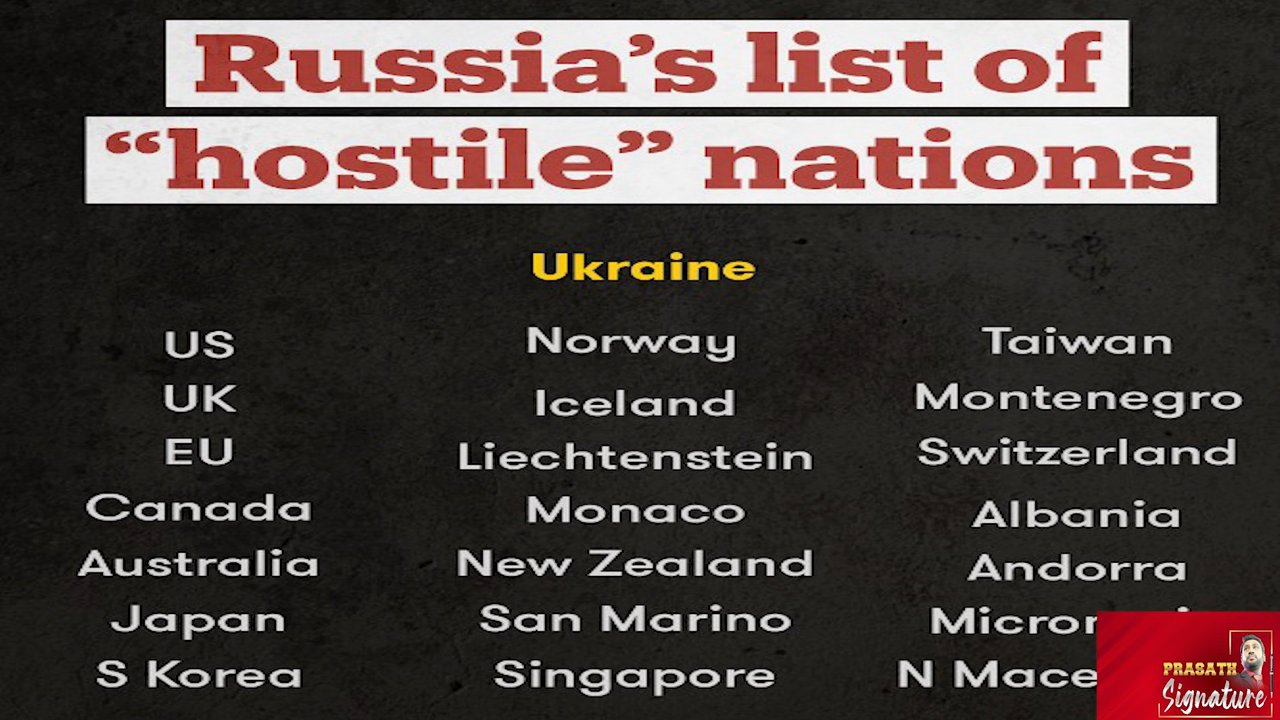 Russia's list of
“hostile” nations
Ukraine
US
UK
EU
Canada
Australia
Japan
S Korea
Norway
Iceland
Liechtenstein
Monaco
New Zealand
San Marino
Singapore
Taiwan
Montenegro
Switzerland
Albania
Andorra
N
PRASATH
Signature